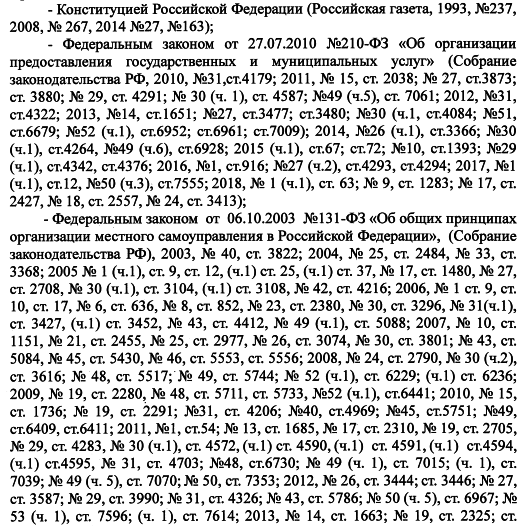 - Конституцией Российской Федерации (Российская газета, 1993, №237,
2008, № 267, 2014 №27, №163);
- Федеральным законом от 27.07.2010 №210-ФЗ «Об организации
предоставления государственных и муниципальных услуг» (Собрание
законодательства РФ, 2010, №31,ст.4179; 2011, № 15, ст. 2038; № 27, ст.3873;
ст. 3880; № 29, ст. 4291; № 30 (ч. 1), ст. 4587; №49 (ч.5), ст. 7061; 2012, №31,
ст.4322; 2013, №14, ст.1651; №27, ст.3477; ст.3480; №30 (ч.1, ст.4084; №51,
ст.6679; №52 (ч.1), ст.6952; ст.6961; ст.7009); 2014, №26 (ч.1), ст.3366; №30
(ч.1), ст.4264, №49 (ч.6), ст.6928; 2015 (ч.1), ст.67; ст.72; №10, ст.1393; №29
(ч.1), ст.4342, ст.4376; 2016, №1, ст.916; №27 (ч.2), ст.4293, ст.4294; 2017, №1
(ч.1), ст.12, №50 (ч.3), ст.7555; 2018, № 1 (ч.1), ст. 63; № 9, ст. 1283; № 17, ст.
2427, № 18, ст. 2557, № 24, ст. 3413);
- Федеральным законом от 06.10.2003 №131-ФЗ «Об общих принципах
организации местного самоуправления в Российской Федерации», (Собрание
законодательства РФ), 2003, № 40, ст. 3822; 2004, № 25, ст. 2484, № 33, ст.
3368; 2005 № 1 (ч.1), ст. 9, ст. 12, (ч.1) ст. 25, (ч.1) ст. 37, № 17, ст. 1480, № 27,
ст. 2708, № 30 (ч.1), ст. 3104, (ч.1) ст. 3108, № 42, ст. 4216; 2006, № 1 ст. 9, ст.
10, ст. 17, № 6, ст. 636, № 8, ст. 852, № 23, ст. 2380, № 30, ст. 3296, № 31(ч.1),
ст. 3427, (ч.1) ст. 3452, № 43, ст. 4412, № 49 (ч.1), ст. 5088; 2007, № 10, ст.
1151, № 21, ст. 2455, № 25, ст. 2977, № 26, ст. 3074, № 30, ст. 3801; № 43, ст.
5084, № 45, ст. 5430, № 46, ст. 5553, ст. 5556; 2008, № 24, ст. 2790, № 30 (ч.2),
ст. 3616; № 48, ст. 5517; № 49, ст. 5744; № 52 (ч.1), ст. 6229; (ч.1) ст. 6236;
2009, № 19, ст. 2280, № 48, ст. 5711, ст. 5733, №52 (ч.1), ст.6441; 2010, № 15,
ст. 1736; № 19, ст. 2291; №31, ст. 4206; №40, ст.4969; №45, ст.5751; №49,
ст.6409, ст.6411; 2011, №1, ст.54; № 13, ст. 1685, № 17, ст. 2310, № 19, ст. 2705,
№ 29, ст. 4283, № 30 (ч.1), ст. 4572, (ч.1) ст. 4590, (ч.1) ст. 4591, (ч.1) ст.4594,
(ч.1) ст.4595, № 31, ст. 4703; №48, ст.6730; № 49 (ч. 1), ст. 7015; (ч. 1), ст.
7039; № 49 (ч. 5), ст. 7070; № 50, ст. 7353; 2012, № 26, ст. 3444; ст. 3446; № 27,
ст. 3587; № 29, ст. 3990; № 31, ст. 4326; № 43, ст. 5786; № 50 (ч. 5), ст. 6967; №
53 (ч. 1), ст. 7596; (ч. 1), ст. 7614; 2013, № 14, ст. 1663; № 19, ст. 2325; ст.